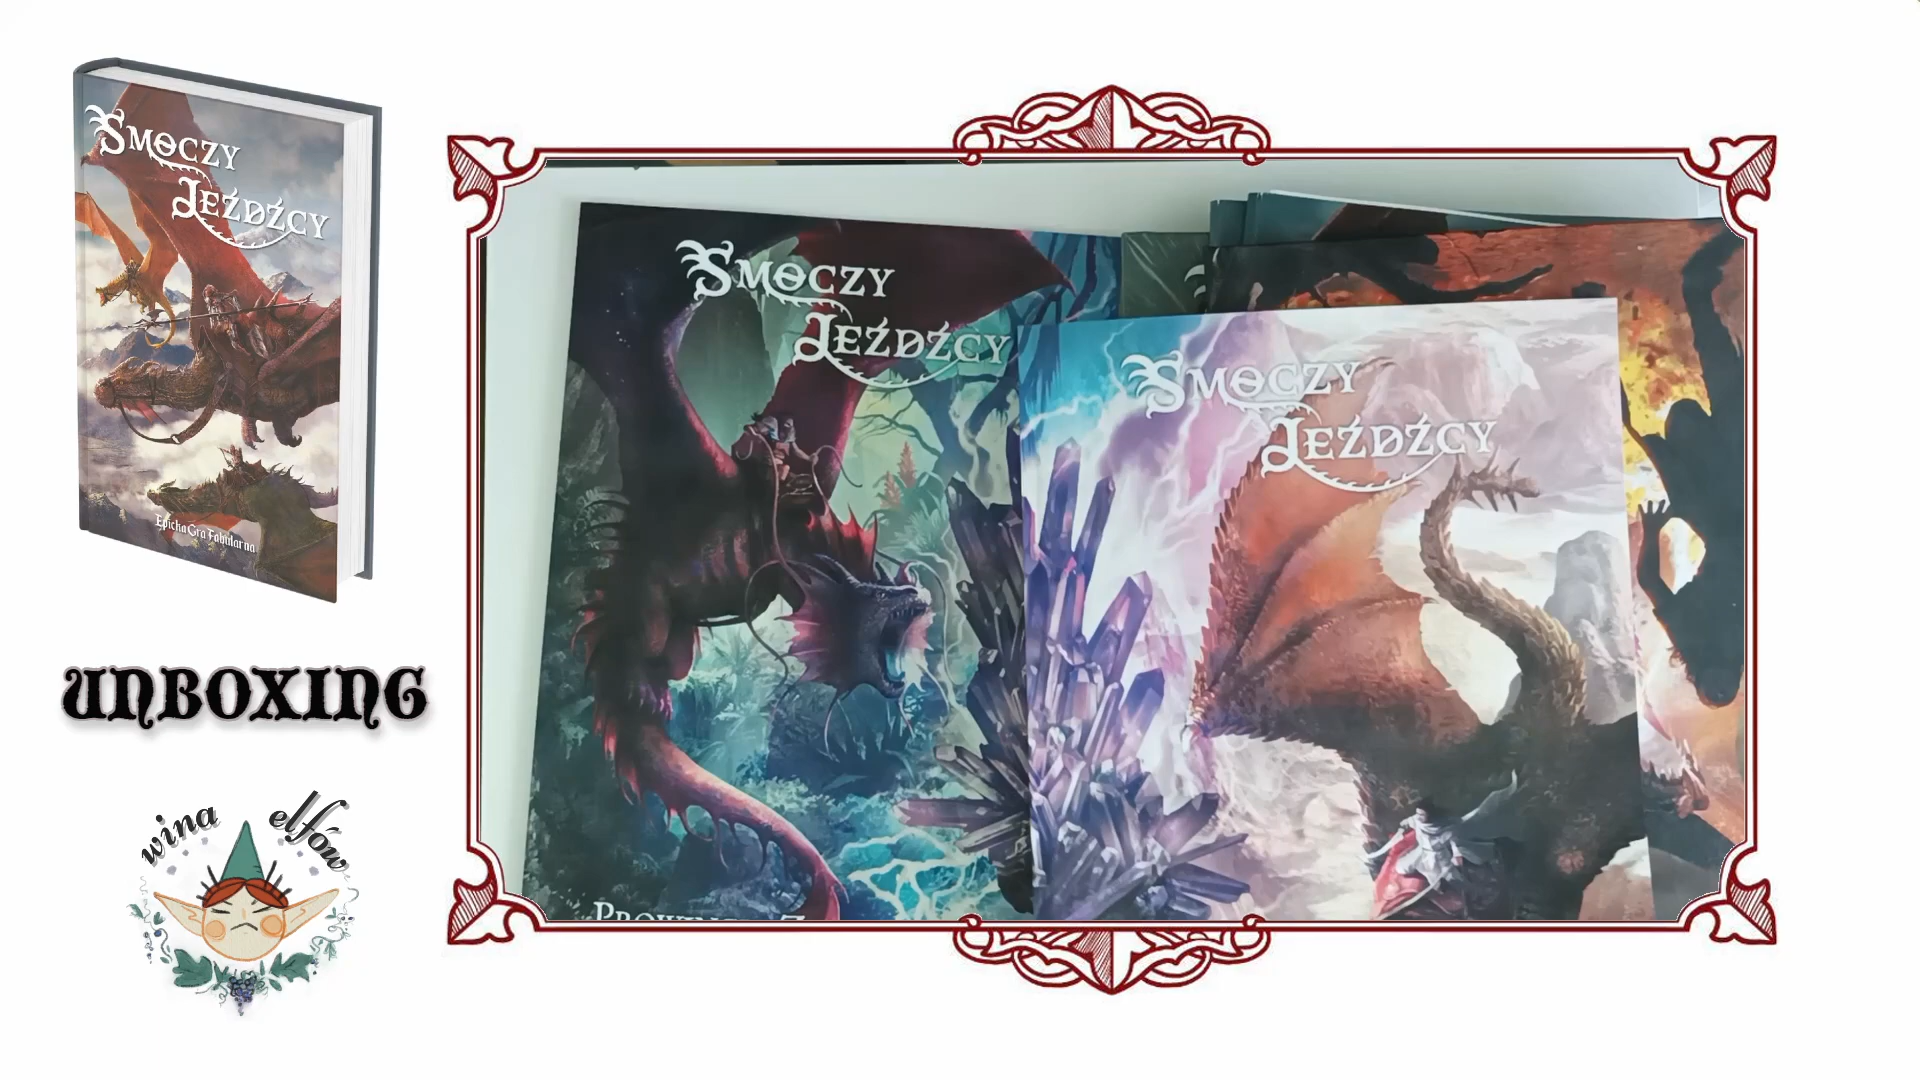 Smoczy
Jeźdźcy
Epicka Gra Fabularna
UNBOXING
wina elfów
Smoczy
Jeźdźcy
Smoczy
Jeźdźcy